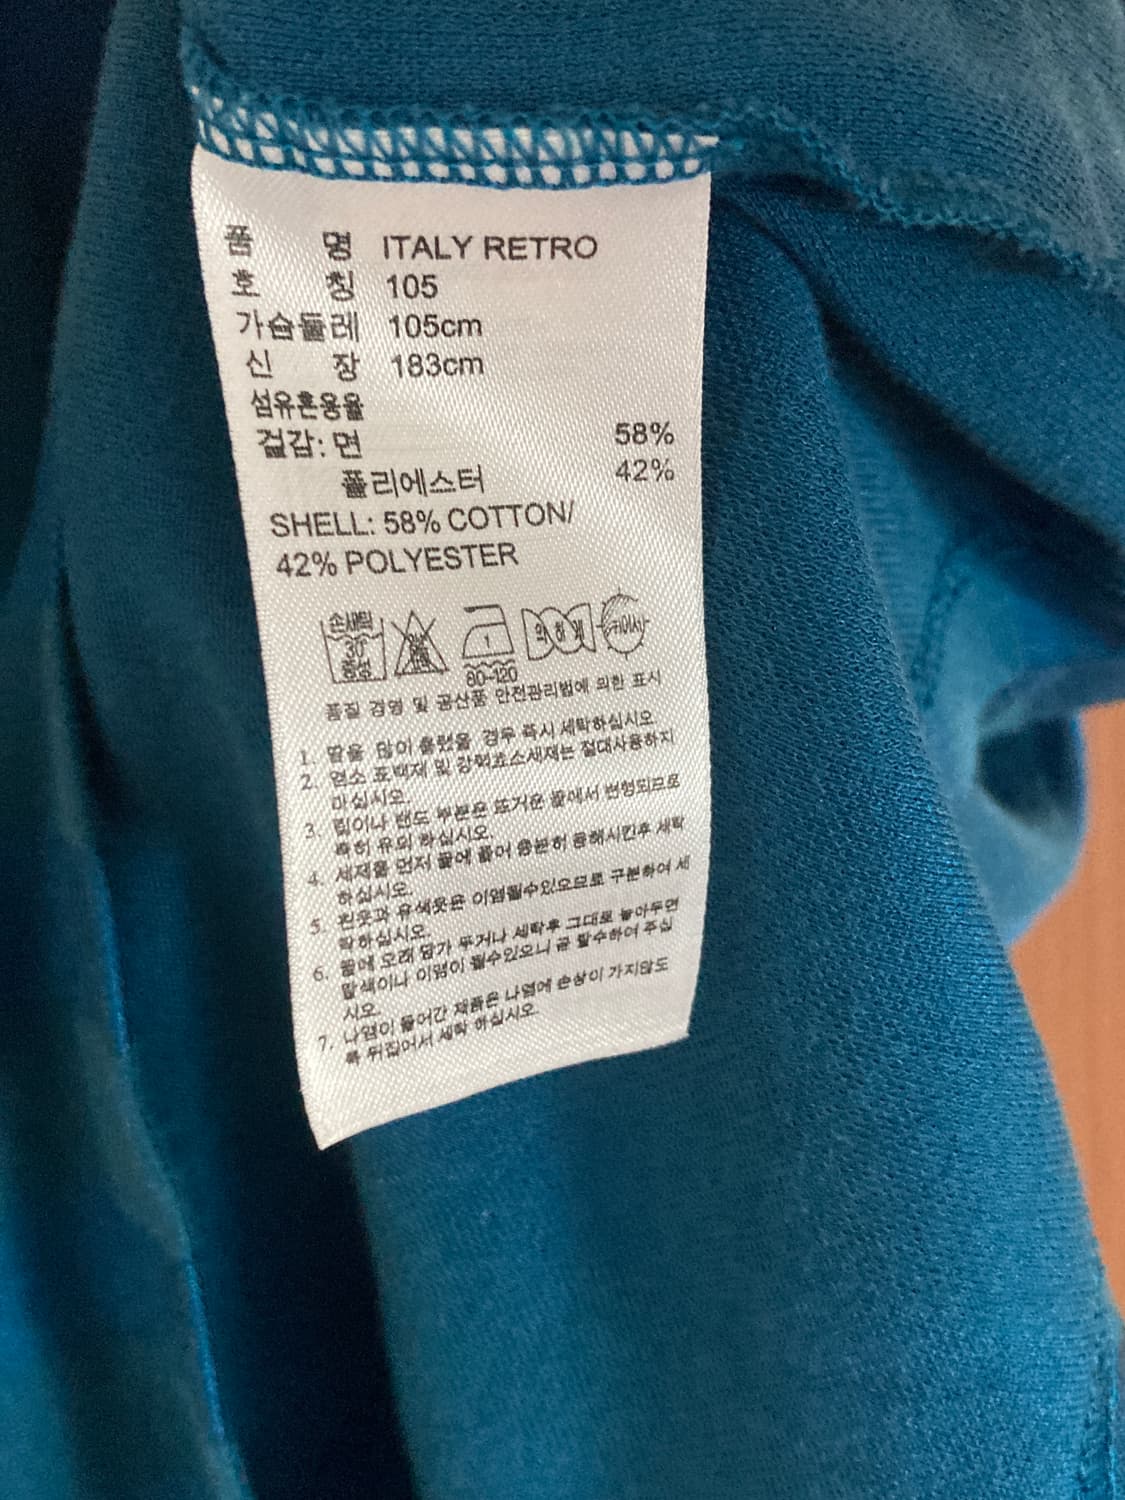 품 명 ITALY RETRO
호 칭 105
가슴둘레 105cm
신 장 183cm
섬유혼용율
겉감: 면 58%
폴리에스터 42%
SHELL: 58% COTTON/
42% POLYESTER
손세탁
30
중성
80-120
약하게
드라이
품질 경영 및 공산품 안전관리법에 의한 표시
1. 땀을 많이 흘렸을 경우 즉시 세탁하십시오
2. 염소 표백제 및 강력효소세제는 절대사용하지
마십시오.
3. 립이나 밴드 부분은 뜨거운 물에서 변형되므로
특히 유의 하십시오.
4. 세제를 먼저 물에 풀어 충분히 용해시킨후 세탁
하십시오.
5. 흰옷과 유색옷은 이염될수있으므로 구분하여 세
탁하십시오.
6. 물에 오래 담가 두거나 세탁후 그대로 놓아두면
탈색이나 이염이 될수있으니 곧 탈수하여 주십
시오.
7. 나염이 들어간 제품은 나염에 손상이 가지않도
록 뒤집어서 세탁 하십시오.